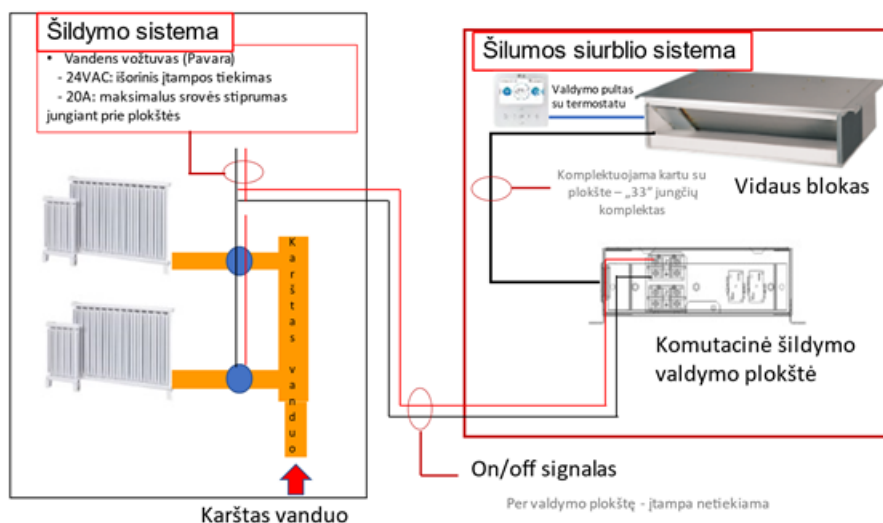 Šildymo sistema
• Vandens vožtuvas (Pavara)
- 24VAC: išorinis įtampos tiekimas
- 20A: maksimalus srovės stiprumas
jungiant prie plokštės
Karštas vanduo
Karštas vanduo
Šilumos siurblio sistema
Valdymo pultas
su termostatu
Komplektuojama kartu su
plokšte – „33“ jungčių
komplektas
Vidaus blokas
Komutacinė šildymo
valdymo plokštė
On/off signalas
Per valdymo plokštę - įtampa netiekiama